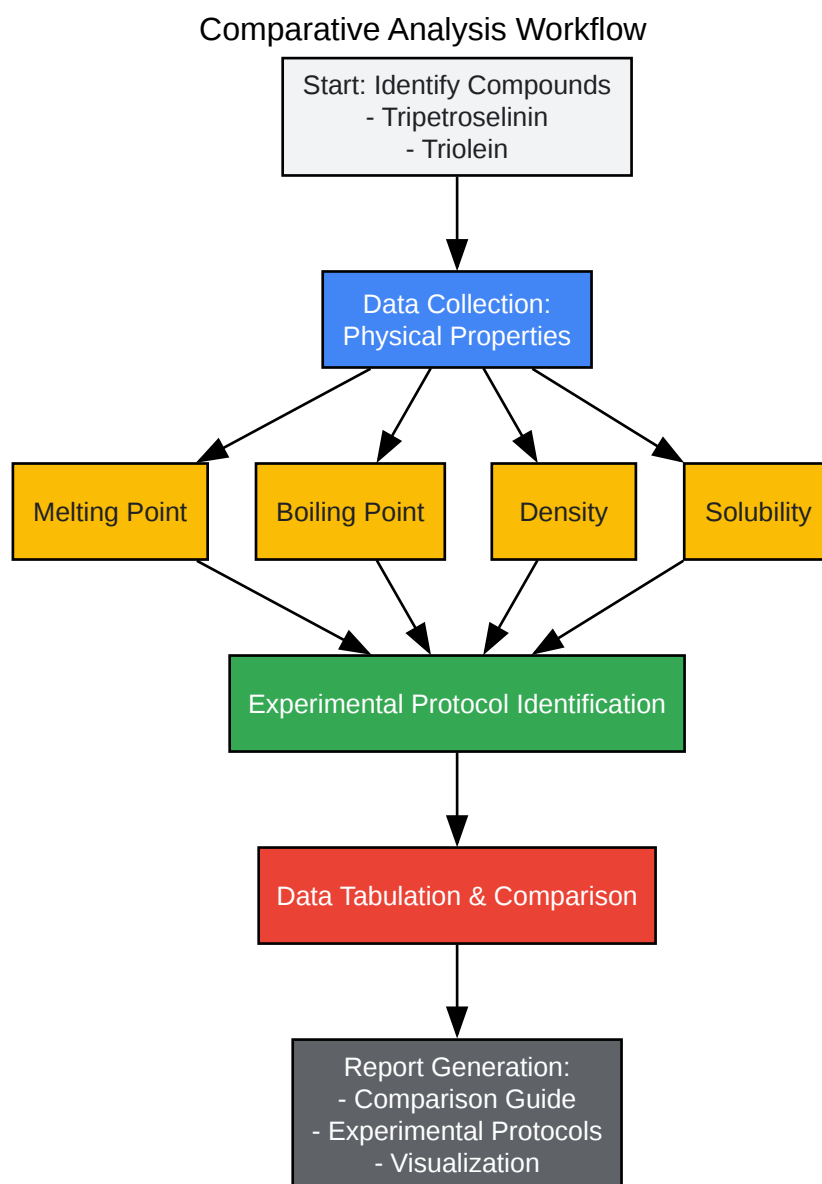 Comparative Analysis Workflow
Start: Identify Compounds
- Tripetroselinin
- Triolein
Data Collection:
Physical Properties
Melting Point
Boiling Point
Density
Solubility
Experimental Protocol Identification
Data Tabulation & Comparison
Report Generation:
- Comparison Guide
- Experimental Protocols
- Visualization